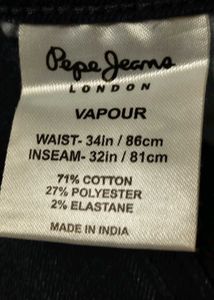 Pepe Jeans
LONDON
VAPOUR
WAIST- 34in / 86cm
INSEAM- 32in / 81cm
71% COTTON
27% POLYESTER
2% ELASTANE
MADE IN INDIA